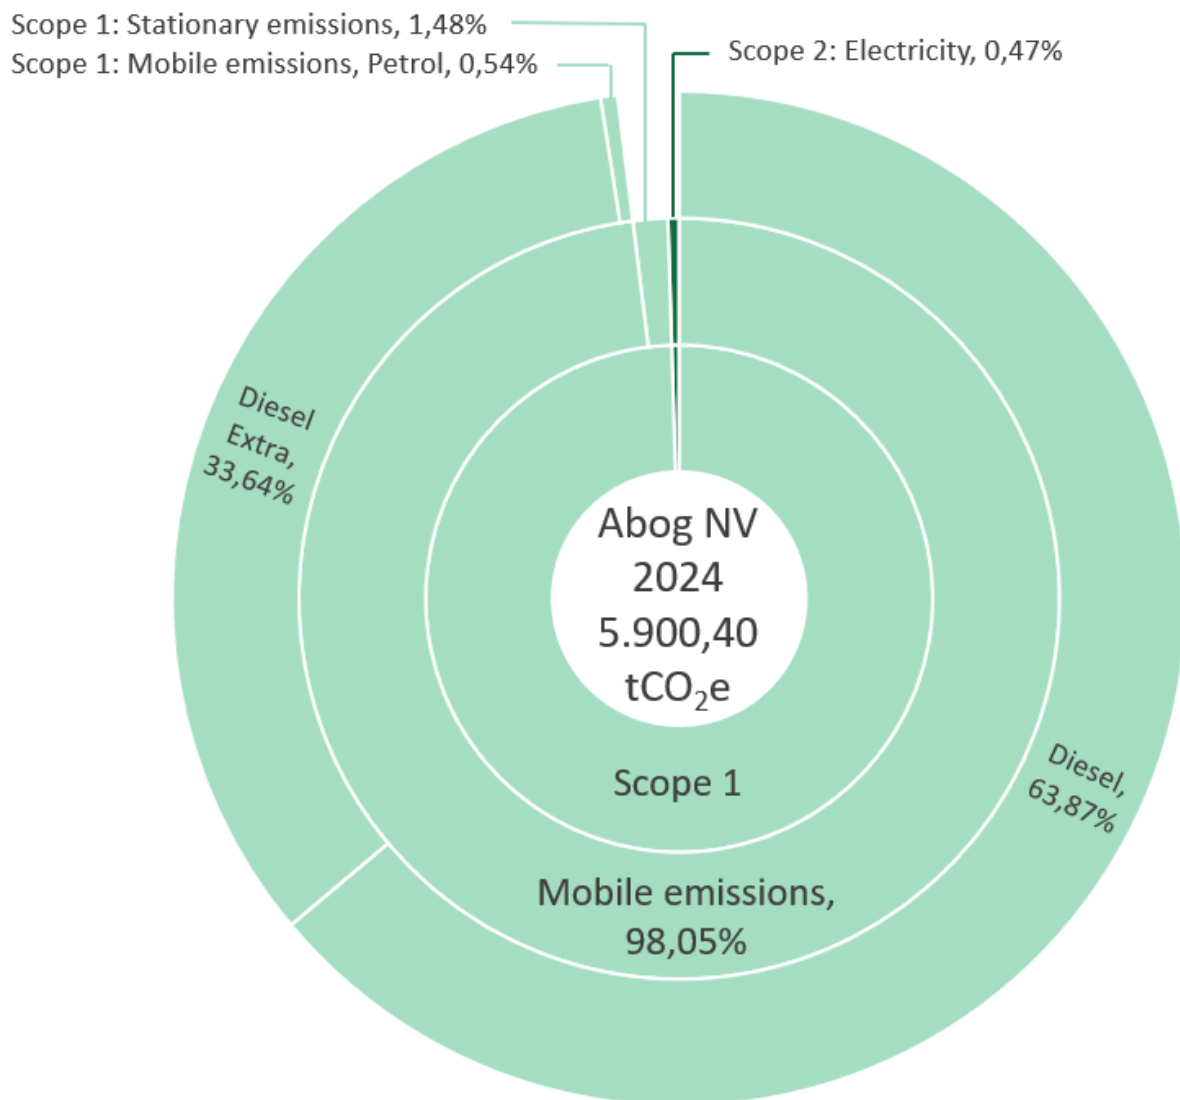 Scope 1: Stationary emissions, 1,48%
Scope 1: Mobile emissions, Petrol, 0,54%
Scope 2: Electricity, 0,47%
Diesel
Extra,
33,64%
Abog NV
2024
5.900,40
tCO₂e
Scope 1
Diesel,
63,87%
Mobile emissions,
98,05%